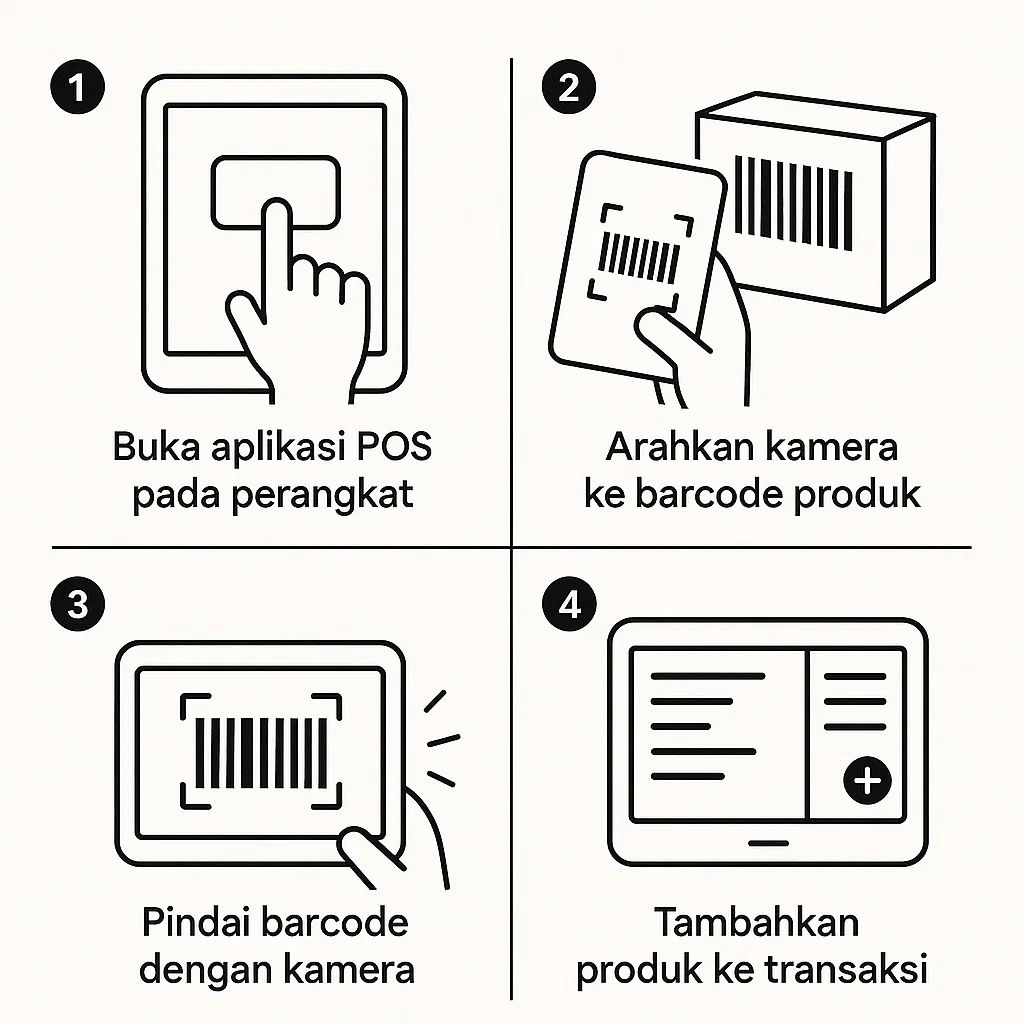 1
Buka aplikasi POS
pada perangkat
2
Arahkan kamera
ke barcode produk
3
Pindai barcode
dengan kamera
4
Tambahkan
produk ke transaksi